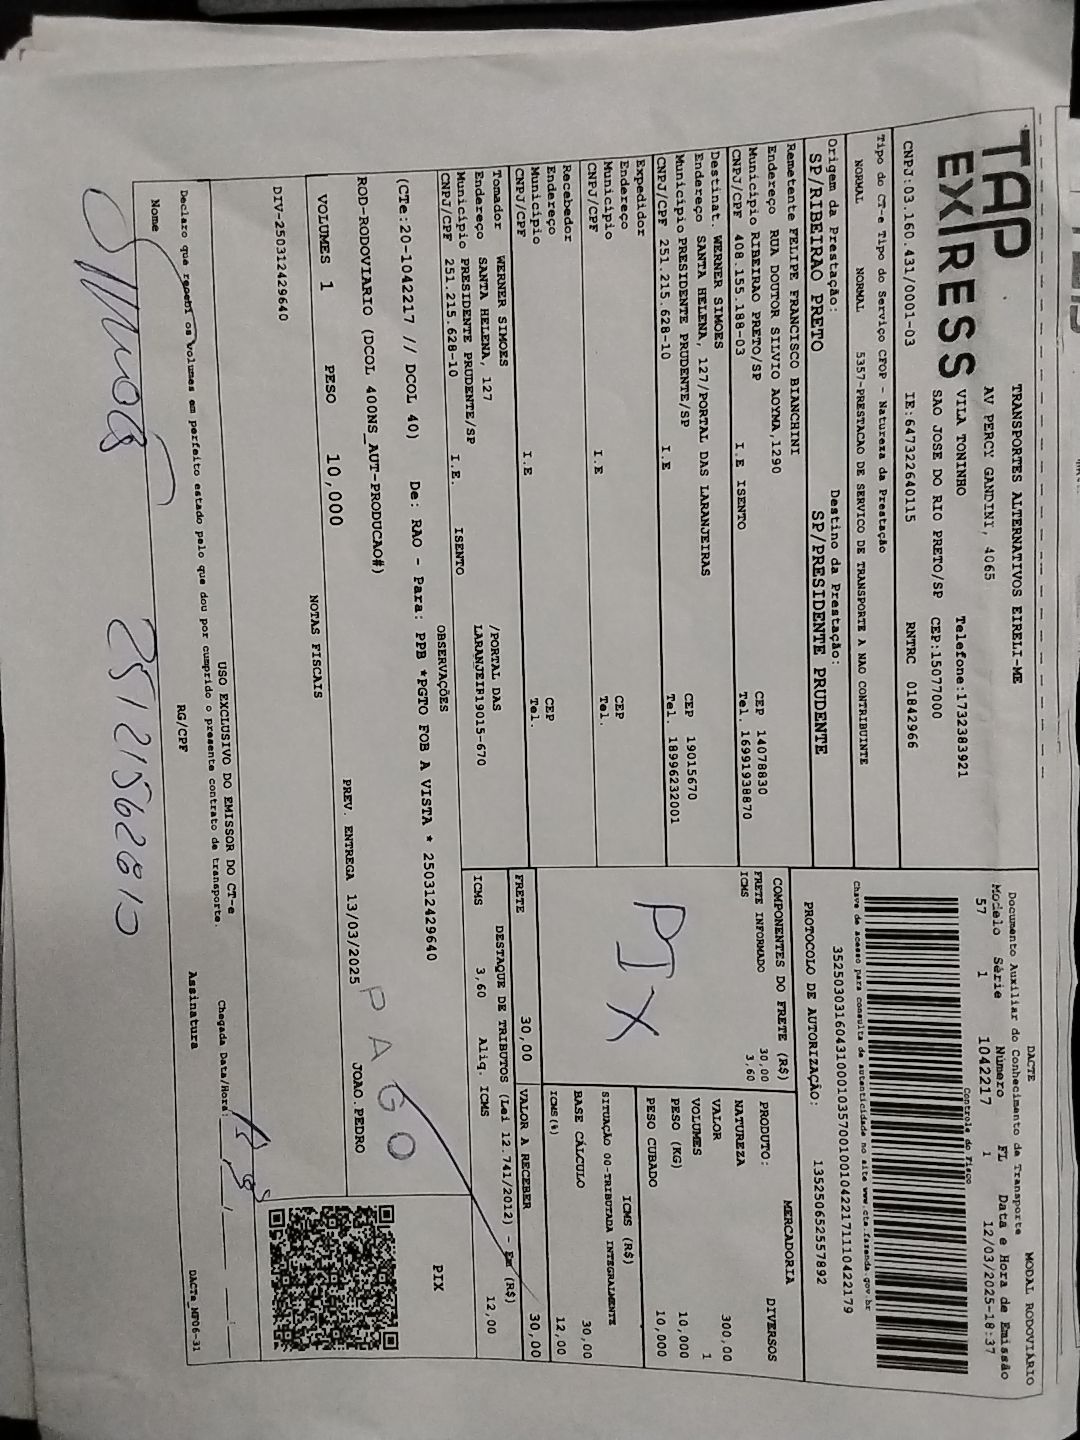 TAP
EXPRESS
TRANSPORTES ALTERNATIVOS EIRELI-ME
AV PERCY GANDINI, 4065
VILA TONINHO Telefone:1732383921
SAO JOSE DO RIO PRETO/SP CEP:15077000
CNPJ:03.160.431/0001-03 IE:647322640115 RNTRC 01842966
DACTE MODAL RODOVIÁRIO
Documento Auxiliar do Conhecimento de Transporte
Modelo Série Número FL Data e Hora de Emissão
57 1 1042217 1 12/03/2025-18:37
Controle do Fisco
Tipo do CT-e Tipo do Serviço CFOP - Natureza da Prestação
NORMAL NORMAL 5357-PRESTACAO DE SERVICO DE TRANSPORTE A NAO CONTRIBUINTE
Chave de acesso para consulta de autenticidade no site www.cte.fazenda.gov.br
35250303160431000103570010010422171110422179
Origem da Prestação: Destino da Prestação:
SP/RIBEIRAO PRETO SP/PRESIDENTE PRUDENTE
PROTOCOLO DE AUTORIZAÇÃO: 135250652557892
Remetente FELIPE FRANCISCO BIANCHINI
Endereço RUA DOUTOR SILVIO AOYMA,1290 CEP 14078830
Município RIBEIRAO PRETO/SP Tel. 16991938870
CNPJ/CPF 408.155.188-03 I.E ISENTO
Destinat. WERNER SIMOES
Endereço SANTA HELENA, 127/PORTAL DAS LARANJEIRAS CEP 19015670
Município PRESIDENTE PRUDENTE/SP Tel. 18996232001
CNPJ/CPF 251.215.628-10 I.E
Expedidor
Endereço CEP
Município Tel.
CNPJ/CPF I.E
Recebedor
Endereço CEP
Município Tel.
CNPJ/CPF I.E
Tomador WERNER SIMOES
Endereço SANTA HELENA, 127 /PORTAL DAS
Município PRESIDENTE PRUDENTE/SP LARANJEIR19015-670
CNPJ/CPF 251.215.628-10 I.E. ISENTO
COMPONENTES DO FRETE (R$)
FRETE INFORMADO 30,00
ICMS 3,60
PIX
MERCADORIA
PRODUTO: DIVERSOS
NATUREZA
VALOR 300,00
VOLUMES 1
PESO (KG) 10,000
PESO CUBADO 10,000
ICMS (R$)
SITUAÇÃO 00-TRIBUTADA INTEGRALMENTE
BASE CÁLCULO 30,00
ICMS(%) 12,00
FRETE 30,00 VALOR A RECEBER 30,00
DESTAQUE DE TRIBUTOS (Lei 12.741/2012) - Em (R$)
ICMS 3,60 Aliq. ICMS 12,00
OBSERVAÇÕES
(CTe:20-1042217 // DCOL 40) De: RAO - Para: PPB *PGTO FOB A VISTA * 250312429640
ROD-RODOVIARIO (DCOL 400NS_AUT-PRODUCAO#)
PREV. ENTREGA 13/03/2025 JOAO.PEDRO
PAGO
PIX
VOLUMES 1 PESO 10,000
NOTAS FISCAIS
DIV-250312429640
USO EXCLUSIVO DO EMISSOR DO CT-e
Declaro que recebi os volumes em perfeito estado pelo que dou por cumprido o presente contrato de transporte.
Chegada Data/Hora:
Nome RG/CPF Assinatura
DACTe_NT06-31
25121562810